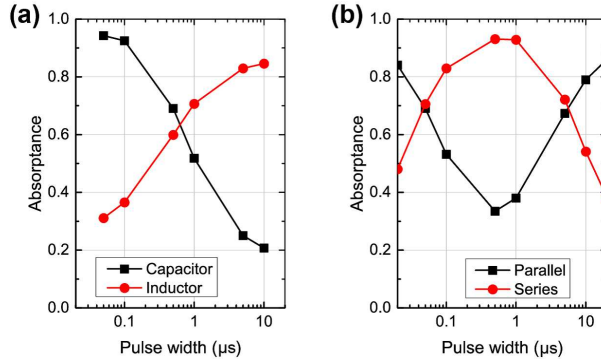 (a)
1.0
0.8
0.6
0.4
0.2
0.0
Absorptance
Capacitor
Inductor
0.1 1 10
Pulse width (µs)
(b)
1.0
0.8
0.6
0.4
0.2
0.0
Absorptance
Parallel
Series
0.1 1 10
Pulse width (µs)